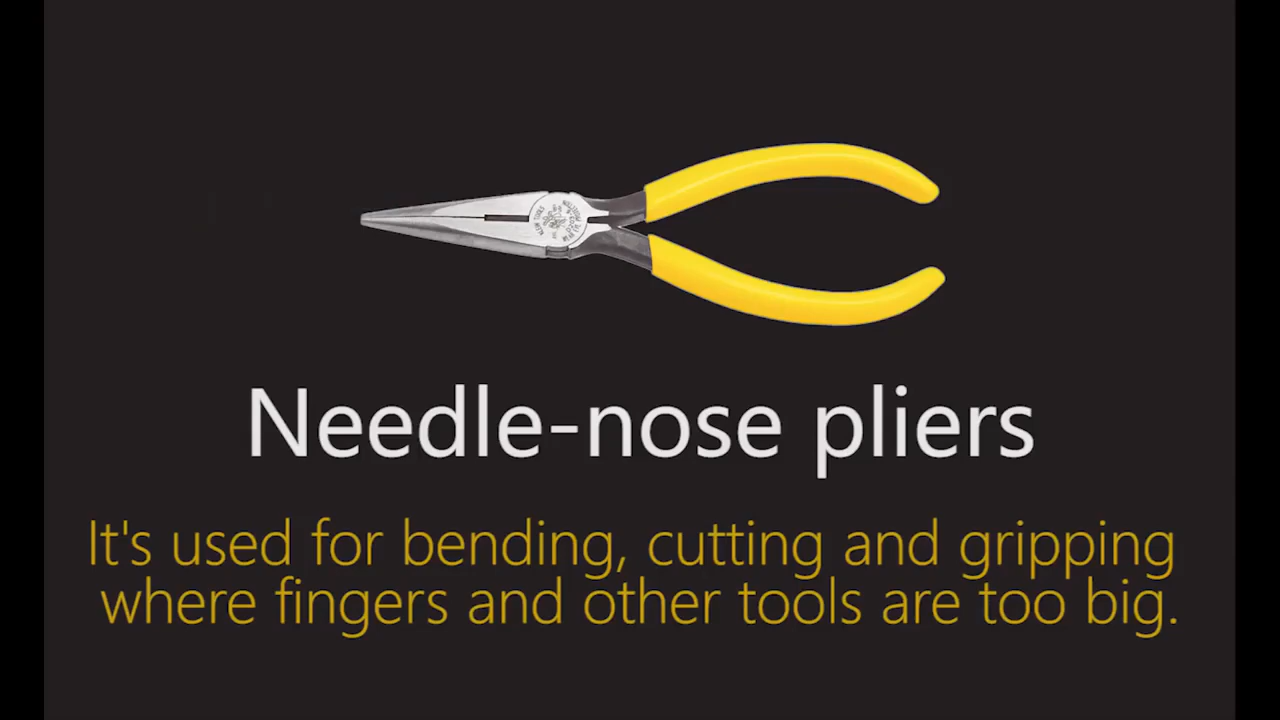 Needle-nose pliers
It's used for bending, cutting and gripping
where fingers and other tools are too big.